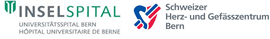 INSELSPITAL
UNIVERSITÄTSSPITAL BERN
HÔPITAL UNIVERSITAIRE DE BERNE
Schweizer
Herz- und Gefässzentrum
Bern